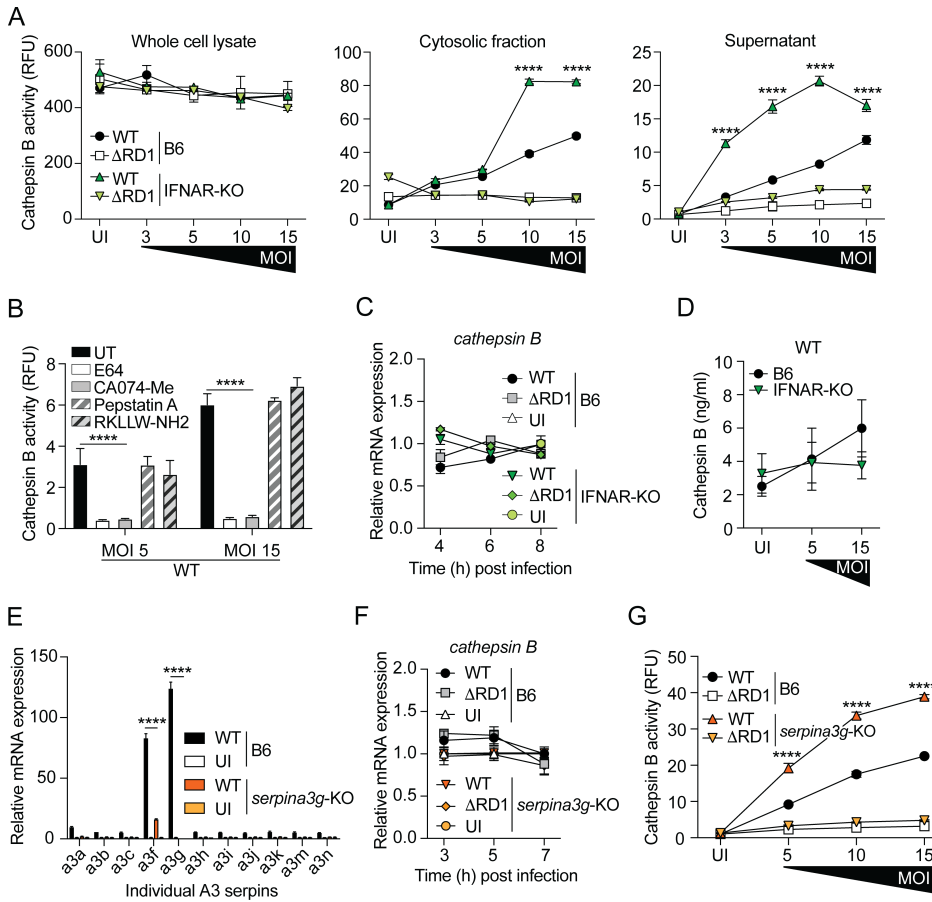 A
Whole cell lysate
Cytosolic fraction
Supernatant
Cathepsin B activity (RFU)
600
400
200
0
WT
ΔRD1
B6
WT
ΔRD1
IFNAR-KO
UI 3 5 10 15
MOI
100
80
60
40
20
0
**** ****
UI 3 5 10 15
MOI
25
20
15
10
5
0
**** **** **** ****
UI 3 5 10 15
MOI
B
Cathepsin B activity (RFU)
8
6
4
2
0
UT
E64
CA074-Me
Pepstatin A
RKLLW-NH2
****
****
MOI 5 MOI 15
WT
C
cathepsin B
Relative mRNA expression
2.0
1.5
1.0
0.5
0.0
WT
ΔRD1
UI
B6
WT
ΔRD1
UI
IFNAR-KO
4 6 8
Time (h) post infection
D
WT
Cathepsin B (ng/ml)
10
8
6
4
2
0
B6
IFNAR-KO
UI 5 15
MOI
E
Relative mRNA expression
150
100
50
0
****
****
WT
UI
B6
WT
UI
serpina3g-KO
a3a a3b a3c a3f a3g a3h a3i a3j a3k a3m a3n
Individual A3 serpins
F
cathepsin B
Relative mRNA expression
2.0
1.5
1.0
0.5
0.0
WT
ΔRD1
UI
B6
WT
ΔRD1
UI
serpina3g-KO
3 5 7
Time (h) post infection
G
Cathepsin B activity (RFU)
50
40
30
20
10
0
WT
ΔRD1
B6
WT
ΔRD1
serpina3g-KO
**** **** ****
UI 5 10 15
MOI